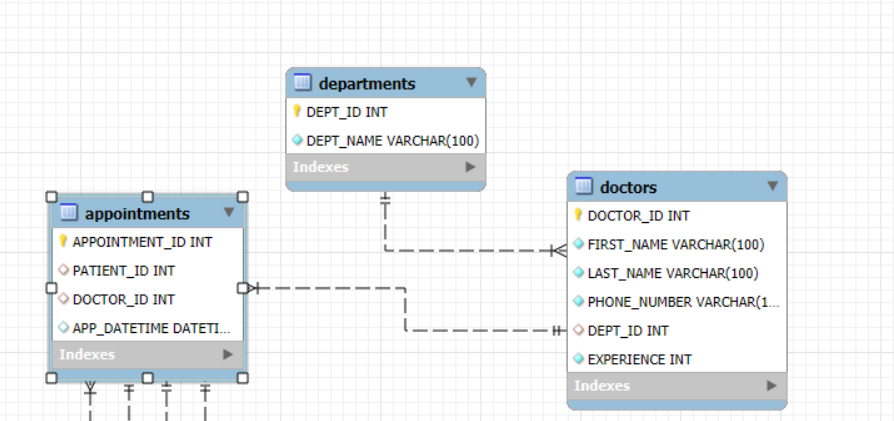 departments
DEPT_ID INT
DEPT_NAME VARCHAR(100)
Indexes
appointments
APPOINTMENT_ID INT
PATIENT_ID INT
DOCTOR_ID INT
APP_DATETIME DATETI...
Indexes
doctors
DOCTOR_ID INT
FIRST_NAME VARCHAR(100)
LAST_NAME VARCHAR(100)
PHONE_NUMBER VARCHAR(1...
DEPT_ID INT
EXPERIENCE INT
Indexes